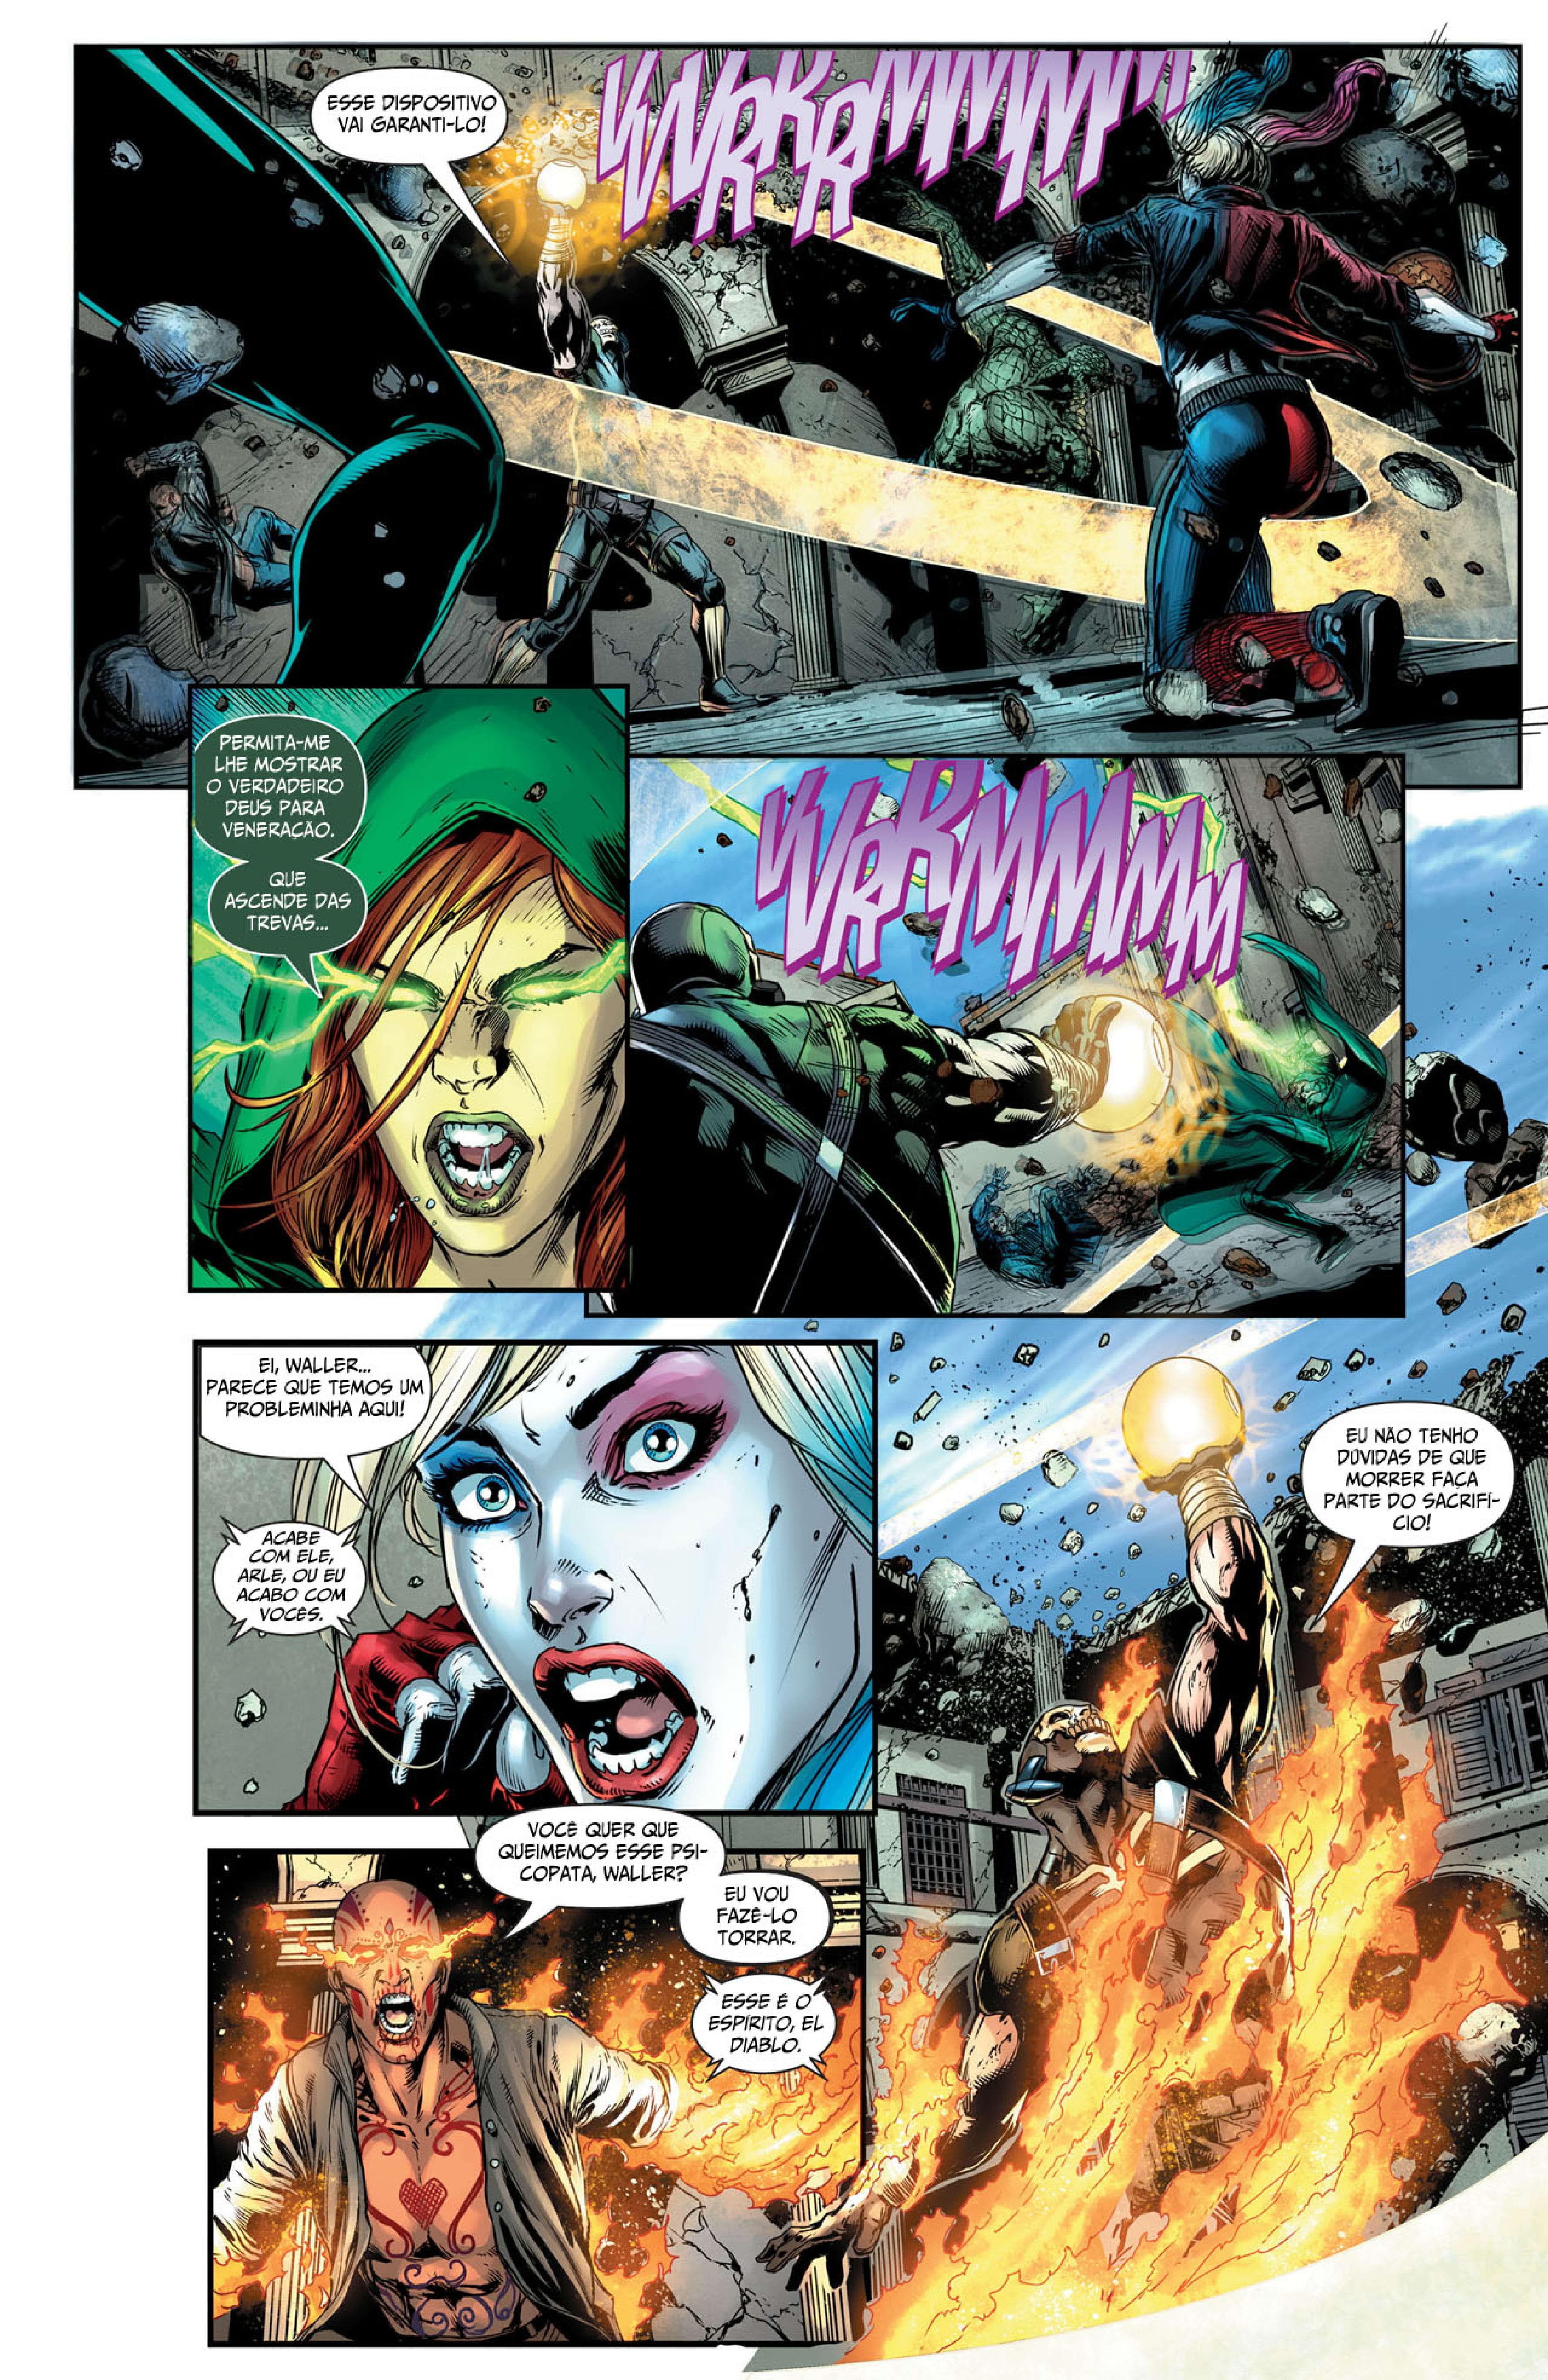 ESSE DISPOSITIVO
VAI GARANTI-LO!
VVRRKRRMMMMM
PERMITA-ME
LHE MOSTRAR
O VERDADEIRO
DEUS PARA
VENERAÇÃO.
QUE
ASCENDE DAS
TREVAS...
VVRRKRMMMMM
EI, WALLER...
PARECE QUE TEMOS UM
PROBLEMINHA AQUI!
ACABE
COM ELE,
ARLE, OU EU
ACABO COM
VOCÊS.
EU NÃO TENHO
DÚVIDAS DE QUE
MORRER FAÇA
PARTE DO SACRIFÍ-
CIO!
VOCÊ QUER QUE
QUEIMEMOS ESSE PSI-
COPATA, WALLER?
EU VOU
FAZÊ-LO
TORRAR.
ESSE É O
ESPÍRITO, EL
DIABLO.